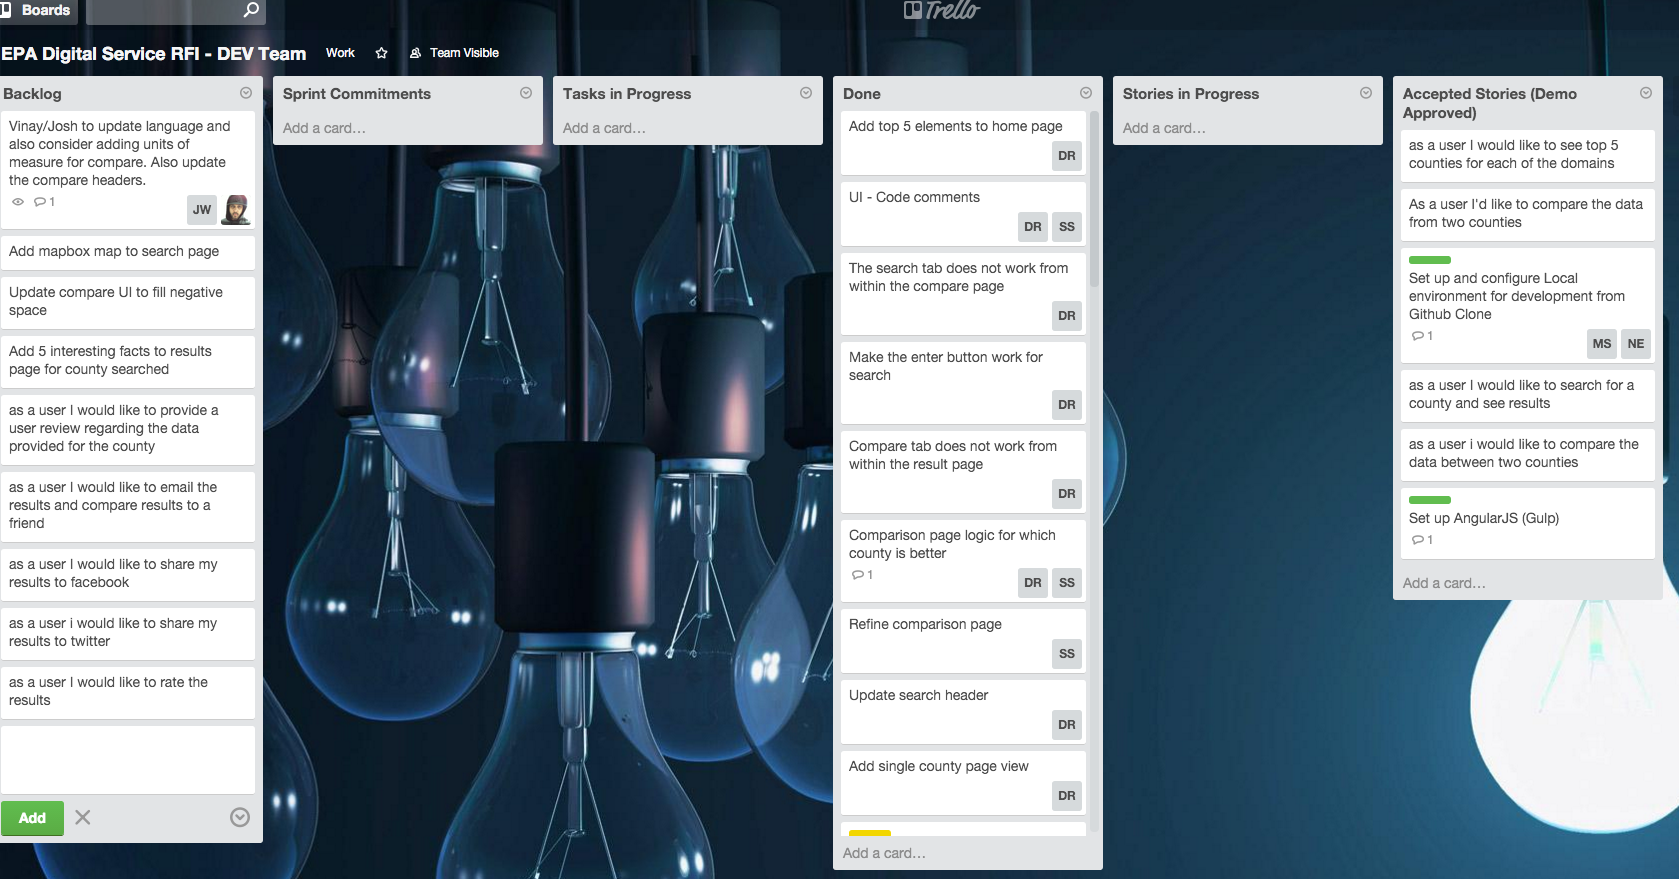 Boards
Trello
EPA Digital Service RFI - DEV Team
Work
Team Visible
Backlog
Vinay/Josh to update language and
also consider adding units of
measure for compare. Also update
the compare headers.
1
JW
Add mapbox map to search page
Update compare UI to fill negative
space
Add 5 interesting facts to results
page for county searched
as a user I would like to provide a
user review regarding the data
provided for the county
as a user I would like to email the
results and compare results to a
friend
as a user I would like to share my
results to facebook
as a user i would like to share my
results to twitter
as a user I would like to rate the
results
Add
Sprint Commitments
Add a card…
Tasks in Progress
Add a card…
Done
Add top 5 elements to home page
DR
UI - Code comments
DR SS
The search tab does not work from
within the compare page
DR
Make the enter button work for
search
DR
Compare tab does not work from
within the result page
DR
Comparison page logic for which
county is better
1
DR SS
Refine comparison page
SS
Update search header
DR
Add single county page view
DR
Add a card…
Stories in Progress
Add a card…
Accepted Stories (Demo
Approved)
as a user I would like to see top 5
counties for each of the domains
As a user I'd like to compare the data
from two counties
Set up and configure Local
environment for development from
Github Clone
1
MS NE
as a user I would like to search for a
county and see results
as a user i would like to compare the
data between two counties
Set up AngularJS (Gulp)
1
Add a card…